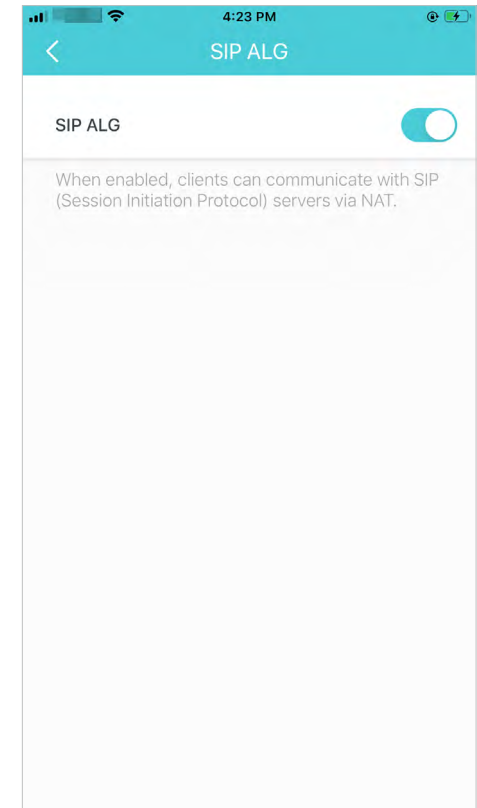 4:23 PM
SIP ALG
SIP ALG
When enabled, clients can communicate with SIP
(Session Initiation Protocol) servers via NAT.